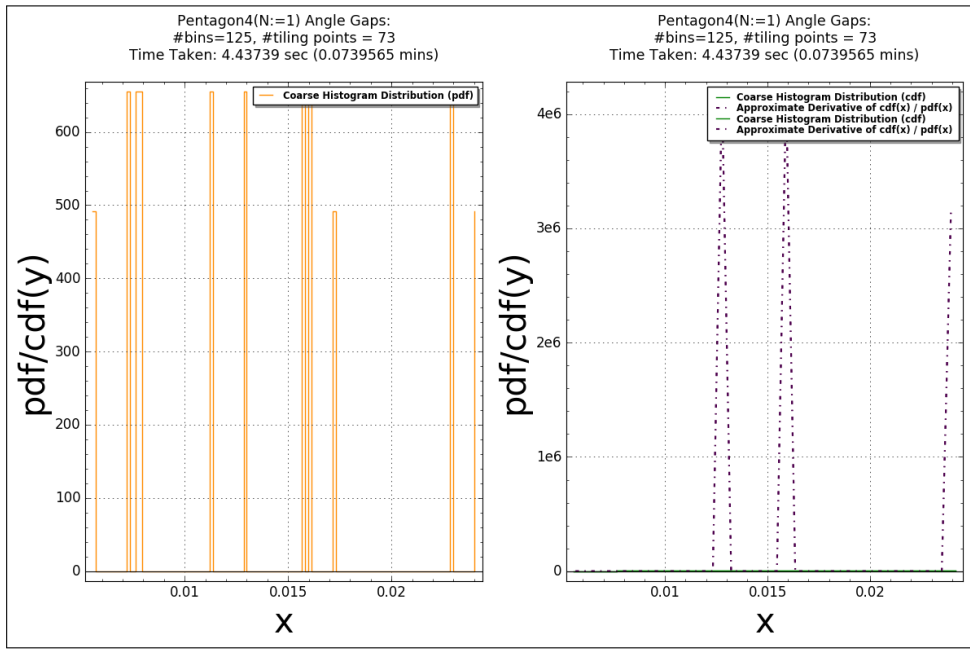 Pentagon4(N:=1) Angle Gaps:
#bins=125, #tiling points = 73
Time Taken: 4.43739 sec (0.0739565 mins)
Coarse Histogram Distribution (pdf)
600
500
400
300
200
100
0
pdf/cdf(y)
0.01
0.015
0.02
x
Pentagon4(N:=1) Angle Gaps:
#bins=125, #tiling points = 73
Time Taken: 4.43739 sec (0.0739565 mins)
Coarse Histogram Distribution (cdf)
Approximate Derivative of cdf(x) / pdf(x)
Coarse Histogram Distribution (cdf)
Approximate Derivative of cdf(x) / pdf(x)
4e6
3e6
2e6
1e6
0
pdf/cdf(y)
0.01
0.015
0.02
x